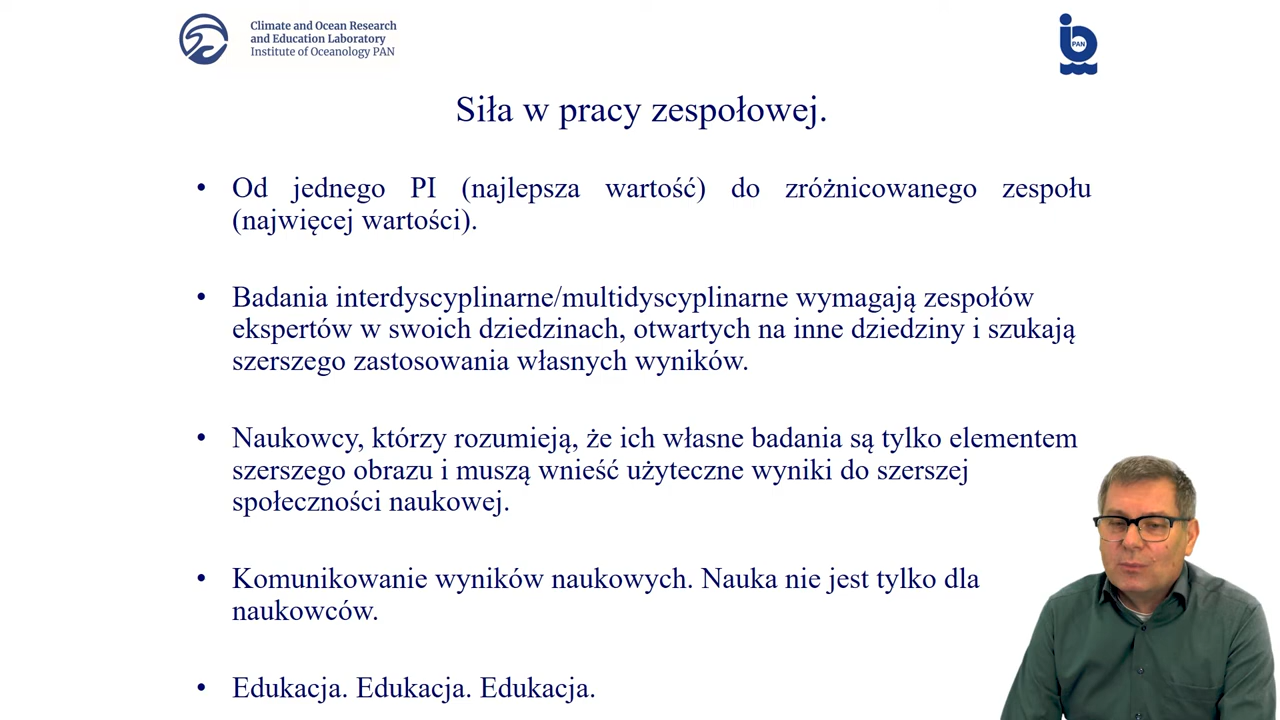 Climate and Ocean Research
and Education Laboratory
Institute of Oceanology PAN
PAN
Siła w pracy zespołowej.
• Od jednego PI (najlepsza wartość) do zróżnicowanego zespołu
(najwięcej wartości).
• Badania interdyscyplinarne/multidyscyplinarne wymagają zespołów
ekspertów w swoich dziedzinach, otwartych na inne dziedziny i szukają
szerszego zastosowania własnych wyników.
• Naukowcy, którzy rozumieją, że ich własne badania są tylko elementem
szerszego obrazu i muszą wnieść użyteczne wyniki do szerszej
społeczności naukowej.
• Komunikowanie wyników naukowych. Nauka nie jest tylko dla
naukowców.
• Edukacja. Edukacja. Edukacja.